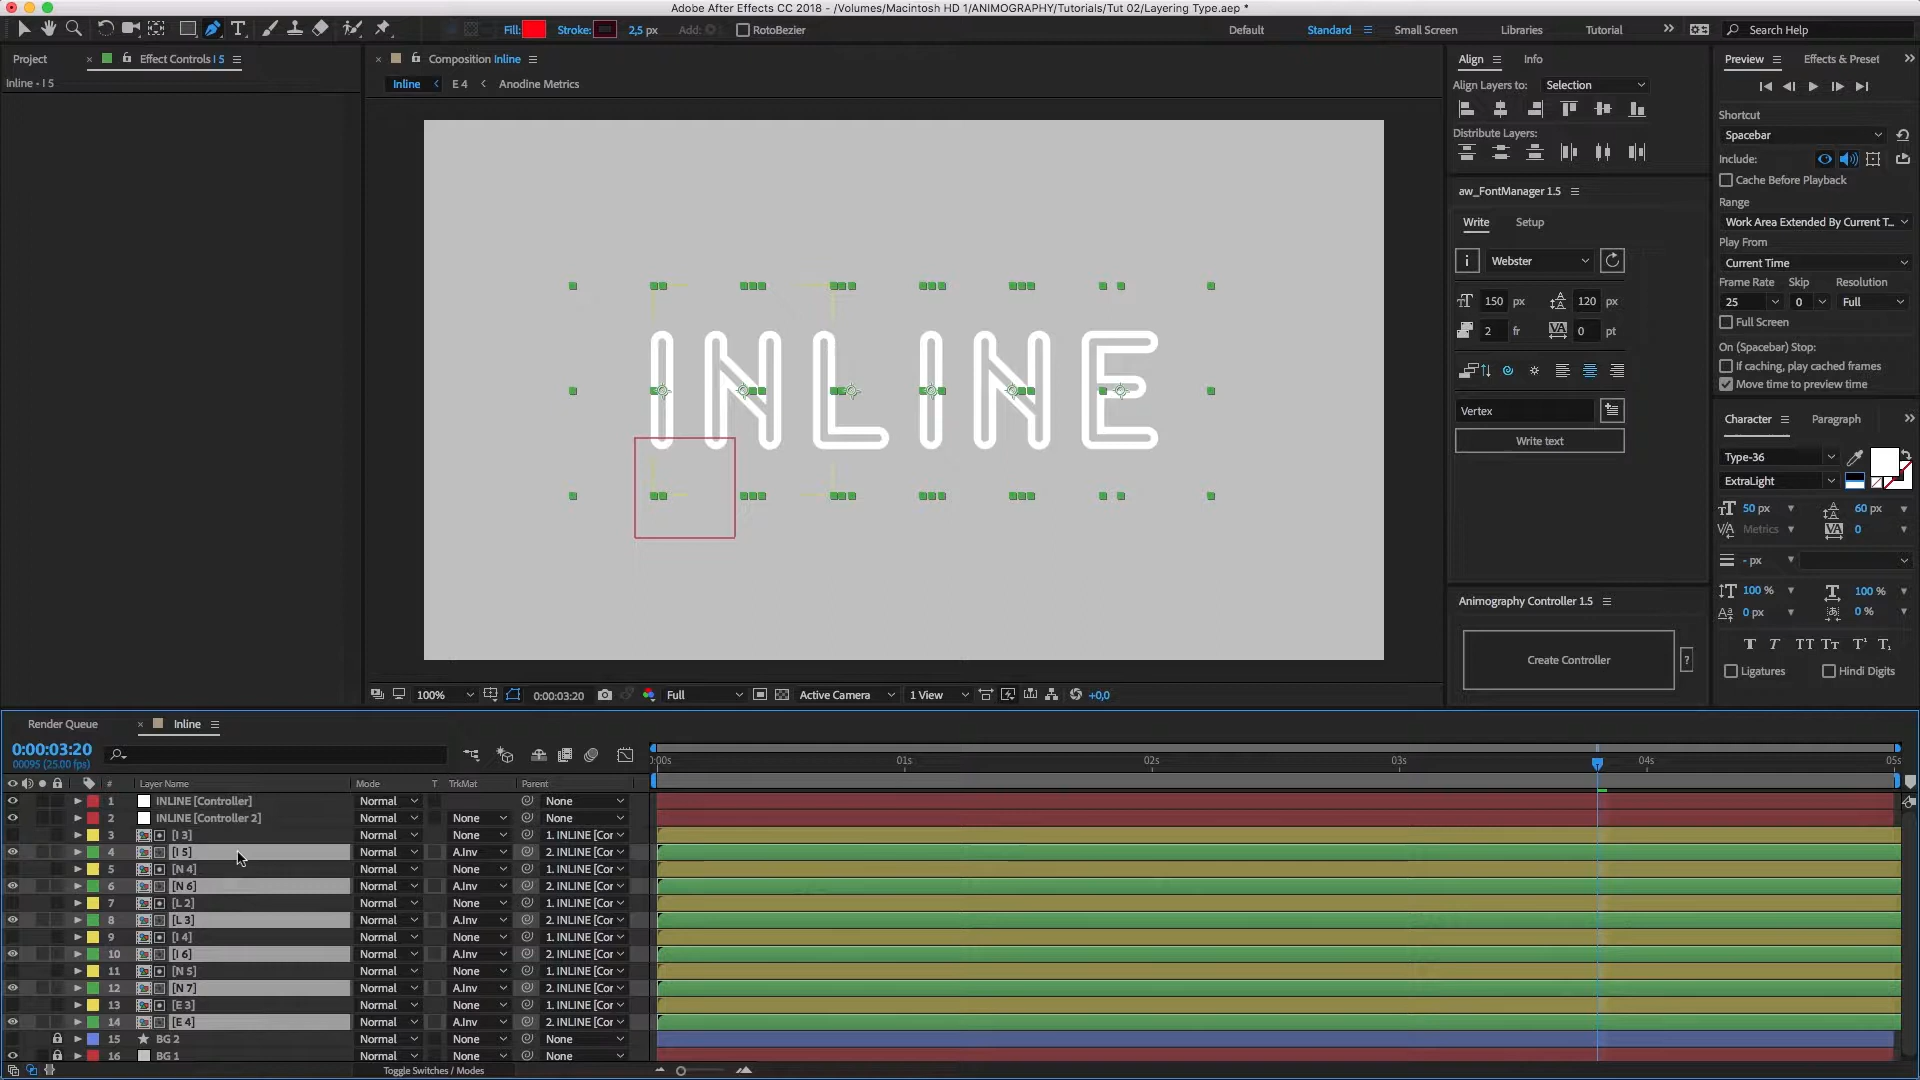 Adobe After Effects CC 2018 - /Volumes/Macintosh HD 1/ANIMOGRAPHY/Tutorials/Tut 02/Layering Type.aep *
Fill: Stroke: 2,5 px Add: RotoBezier Default Standard Small Screen Libraries Tutorial Search Help
Project Effect Controls I 5 Composition Inline Align Info Preview Effects & Preset
Inline • I 5 Inline E 4 Anodine Metrics
Align Layers to: Selection
Distribute Layers:
Shortcut
Spacebar
Include:
Cache Before Playback
Range
Work Area Extended By Current T...
Play From
Current Time
Frame Rate Skip Resolution
25 0 Full
Full Screen
On (Spacebar) Stop:
If caching, play cached frames
Move time to preview time
aw_FontManager 1.5
Write Setup
i Webster
150 px 120 px
2 fr 0 pt
Vertex
Write text
INLINE
Character Paragraph
Type-36
ExtraLight
50 px 60 px
Metrics 0
- px
100 % 100 %
0 px 0 %
T T TT Tt T¹ T₁
Ligatures Hindi Digits
Animography Controller 1.5
Create Controller ?
100% 0:00:03:20 Full Active Camera 1 View +0,0
Render Queue Inline
0:00:03:20
00095 (25.00 fps)
0:00s 01s 02s 03s 04s 05s
# Layer Name Mode T TrkMat Parent
1 INLINE [Controller] Normal None
2 INLINE [Controller 2] Normal None None
3 [I 3] Normal None 1. INLINE [Cor
4 [I 5] Normal A.Inv 2. INLINE [Cor
5 [N 4] Normal None 1. INLINE [Cor
6 [N 6] Normal A.Inv 2. INLINE [Cor
7 [L 2] Normal None 1. INLINE [Cor
8 [L 3] Normal A.Inv 2. INLINE [Cor
9 [I 4] Normal None 1. INLINE [Cor
10 [I 6] Normal A.Inv 2. INLINE [Cor
11 [N 5] Normal None 1. INLINE [Cor
12 [N 7] Normal A.Inv 2. INLINE [Cor
13 [E 3] Normal None 1. INLINE [Cor
14 [E 4] Normal A.Inv 2. INLINE [Cor
15 BG 2 Normal None None
16 BG 1 Normal None None
Toggle Switches / Modes